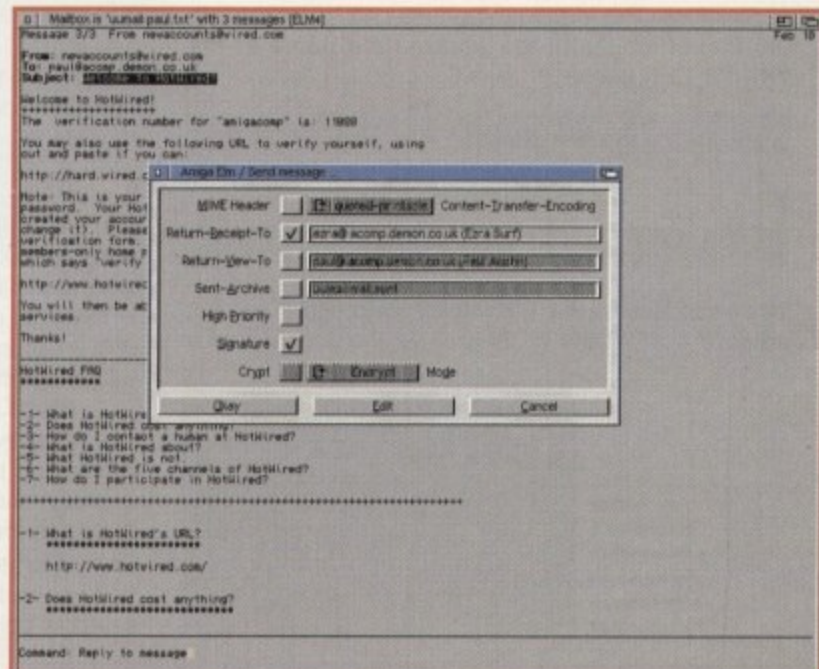 Mailbox is 'uumail:paul.txt' with 3 messages [ELM4]
Message 3/3 From newaccounts@wired.com Feb 10
From: newaccounts@wired.com
To: paul@acomp.demon.co.uk
Subject: Welcome To HotWired!
Welcome to HotWired!
********************
The verification number for "amigacomp" is: 11980
You may also use the following URL to verify yourself, using
cut and paste if you can:
http://hard.wired.c
Note: This is your
password. Your Hot
created your accour
change it). Please
verification form.
members-only home p
which says "verify
http://www.hotwirec
You will then be ab
services.
Thanks!
Amiga Elm / Send message ...
MIME Header quoted-printable Content-Transfer-Encoding
Return-Receipt-To ezra@acomp.demon.co.uk (Ezra Surf)
Return-View-To paul@acomp.demon.co.uk (Paul Austin)
Sent-Archive
High Priority
Signature
Crypt Encrypt Mode
Okay Edit Cancel
HotWired FAQ
************
-1- What is HotWire
-2- Does HotWired cost anything?
-3- How do I contact a human at HotWired?
-4- What is HotWired about?
-5- What HotWired is not.
-6- What are the five channels of HotWired?
-7- How do I participate in HotWired?
-1- What is HotWired's URL?
http://www.hotwired.com/
-2- Does HotWired cost anything?
Command: Reply to message